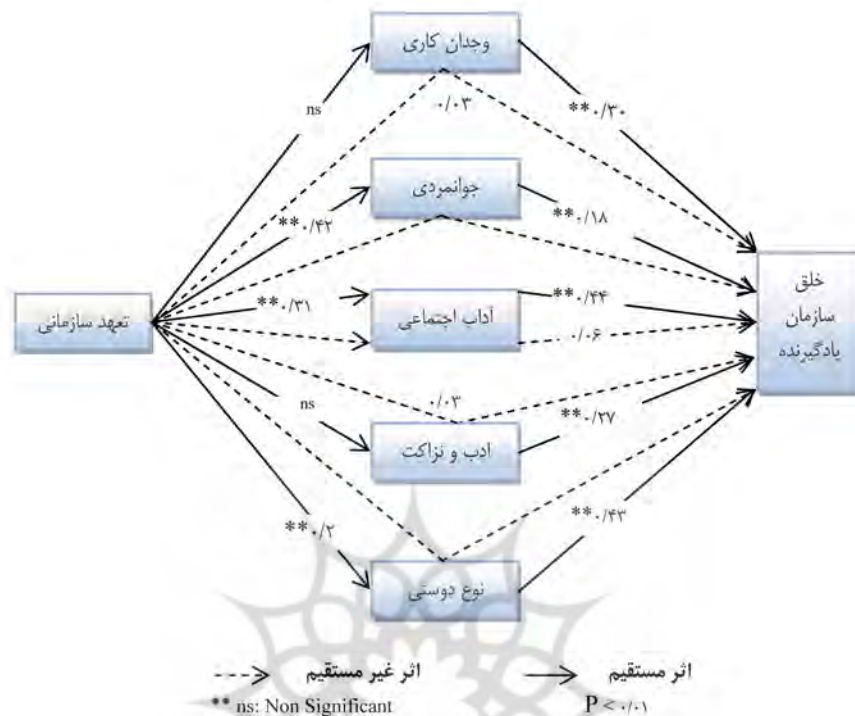 وجدان کاری
ns
۰/۰۳
**۰/۳۰
جوانمردی
**۰/۴۲
**۰/۱۸
خلق
سازمان
یادگیرنده
تعهد سازمانی
**۰/۳۱
آداب اجتماعی
**۰/۴۴
۰/۰۶
ns
۰/۰۳
ادب و نزاکت
**۰/۲۷
**۰/۲
**۰/۴۳
نوع دوستی
اثر مستقیم
اثر غیر مستقیم
** ns: Non Significant
P < ۰/۰۱